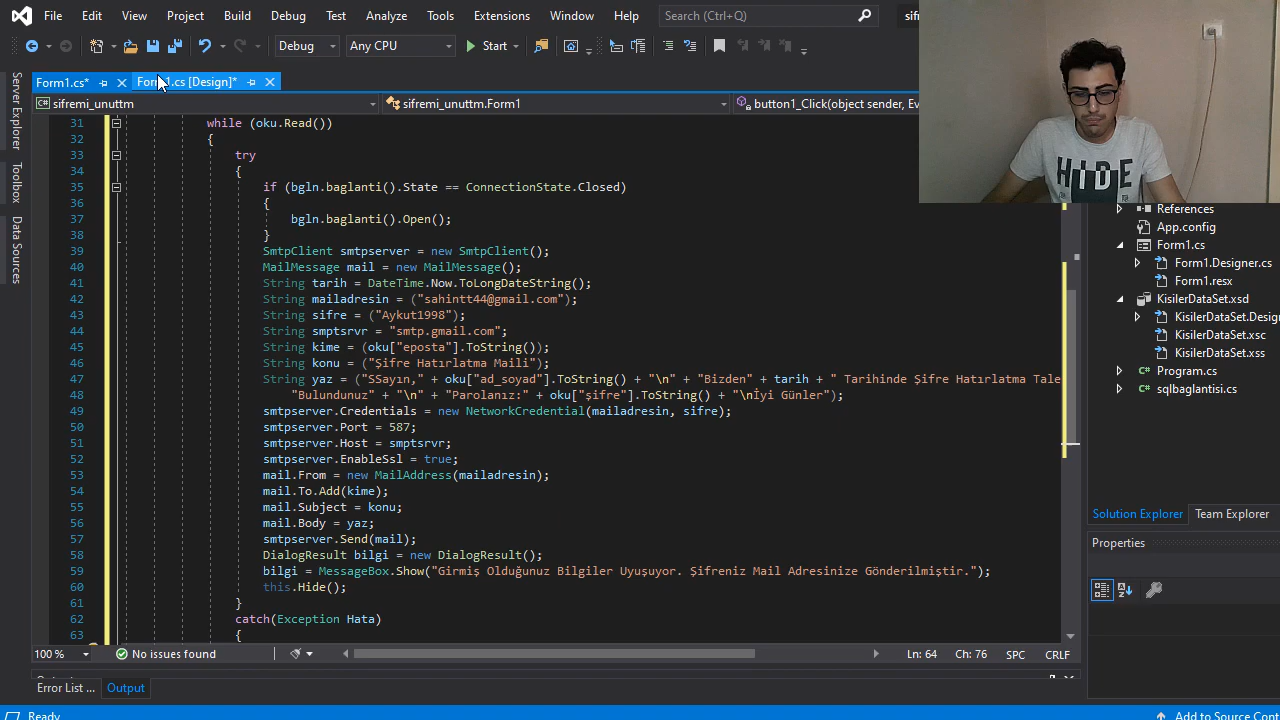 File Edit View Project Build Debug Test Analyze Tools Extensions Window Help Search (Ctrl+Q)
Debug Any CPU Start
Form1.cs* Form1.cs [Design]*
sifremi_unuttm sifremi_unuttm.Form1 button1_Click(object sender, Ev
Server Explorer
Toolbox
Data Sources
31 while (oku.Read())
32 {
33 try
34 {
35 if (bgln.baglanti().State == ConnectionState.Closed)
36 {
37 bgln.baglanti().Open();
38 }
39 SmtpClient smtpserver = new SmtpClient();
40 MailMessage mail = new MailMessage();
41 String tarih = DateTime.Now.ToLongDateString();
42 String mailadresin = ("sahintt44@gmail.com");
43 String sifre = ("Aykut1998");
44 String smptsrvr = "smtp.gmail.com";
45 String kime = (oku["eposta"].ToString());
46 String konu = ("Şifre Hatırlatma Maili");
47 String yaz = ("SSayın," + oku["ad_soyad"].ToString() + "\n" + "Bizden" + tarih + " Tarihinde Şifre Hatırlatma Tale
48 "Bulundunuz" + "\n" + "Parolanız:" + oku["şifre"].ToString() + "\nİyi Günler");
49 smtpserver.Credentials = new NetworkCredential(mailadresin, sifre);
50 smtpserver.Port = 587;
51 smtpserver.Host = smptsrvr;
52 smtpserver.EnableSsl = true;
53 mail.From = new MailAddress(mailadresin);
54 mail.To.Add(kime);
55 mail.Subject = konu;
56 mail.Body = yaz;
57 smtpserver.Send(mail);
58 DialogResult bilgi = new DialogResult();
59 bilgi = MessageBox.Show("Girmiş Olduğunuz Bilgiler Uyuşuyor. Şifreniz Mail Adresinize Gönderilmiştir.");
60 this.Hide();
61 }
62 catch(Exception Hata)
63 {
100 % No issues found Ln: 64 Ch: 76 SPC CRLF
Error List ... Output
Ready
HIDE
References
App.config
Form1.cs
Form1.Designer.cs
Form1.resx
KisilerDataSet.xsd
KisilerDataSet.Design
KisilerDataSet.xsc
KisilerDataSet.xss
Program.cs
sqlbaglantisi.cs
Solution Explorer Team Explorer
Properties
Add to Source Cont